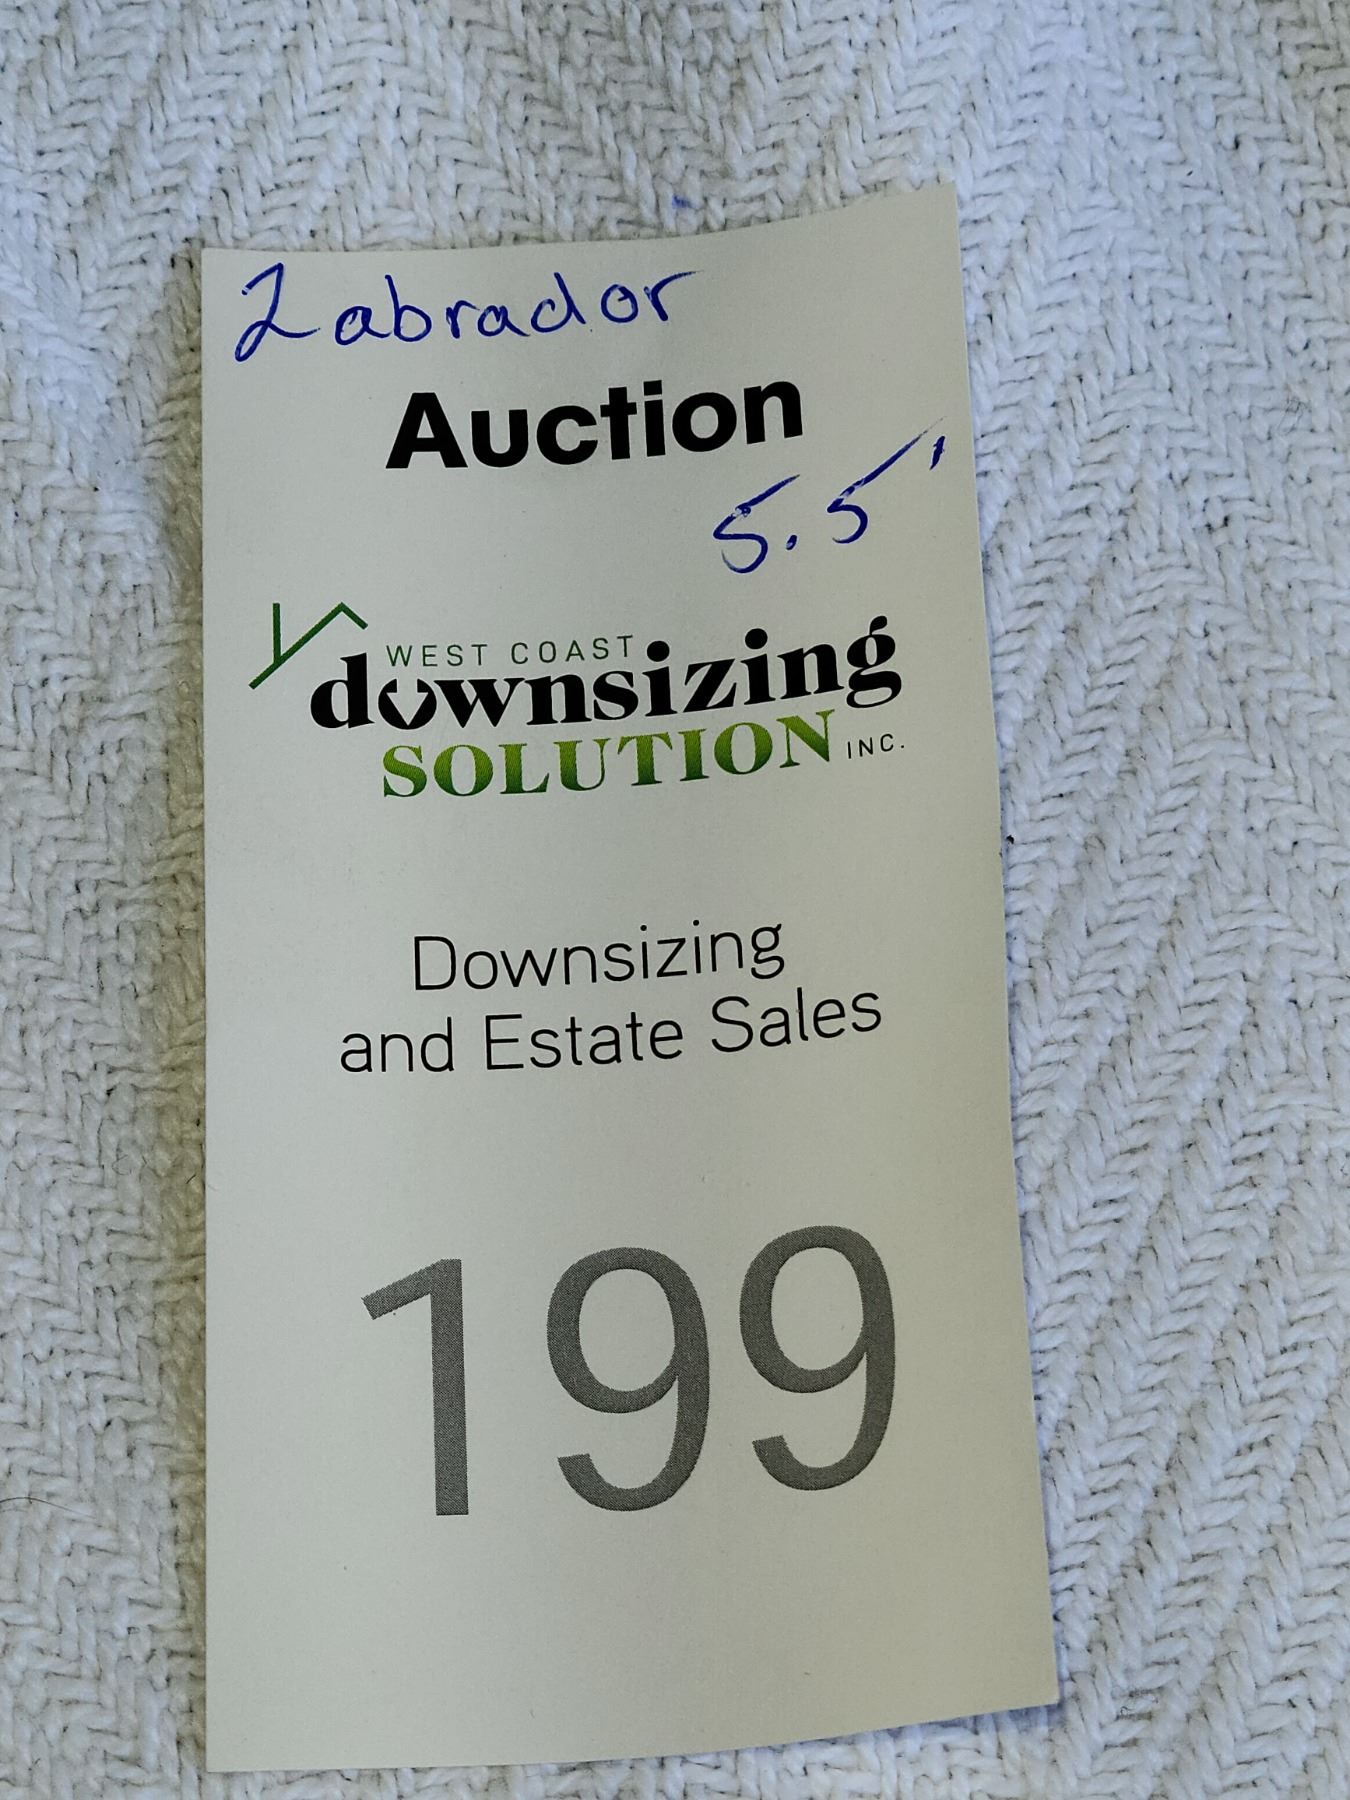 Labrador
Auction
5.5'
WEST COAST
downsizing
SOLUTION INC.
Downsizing
and Estate Sales
199